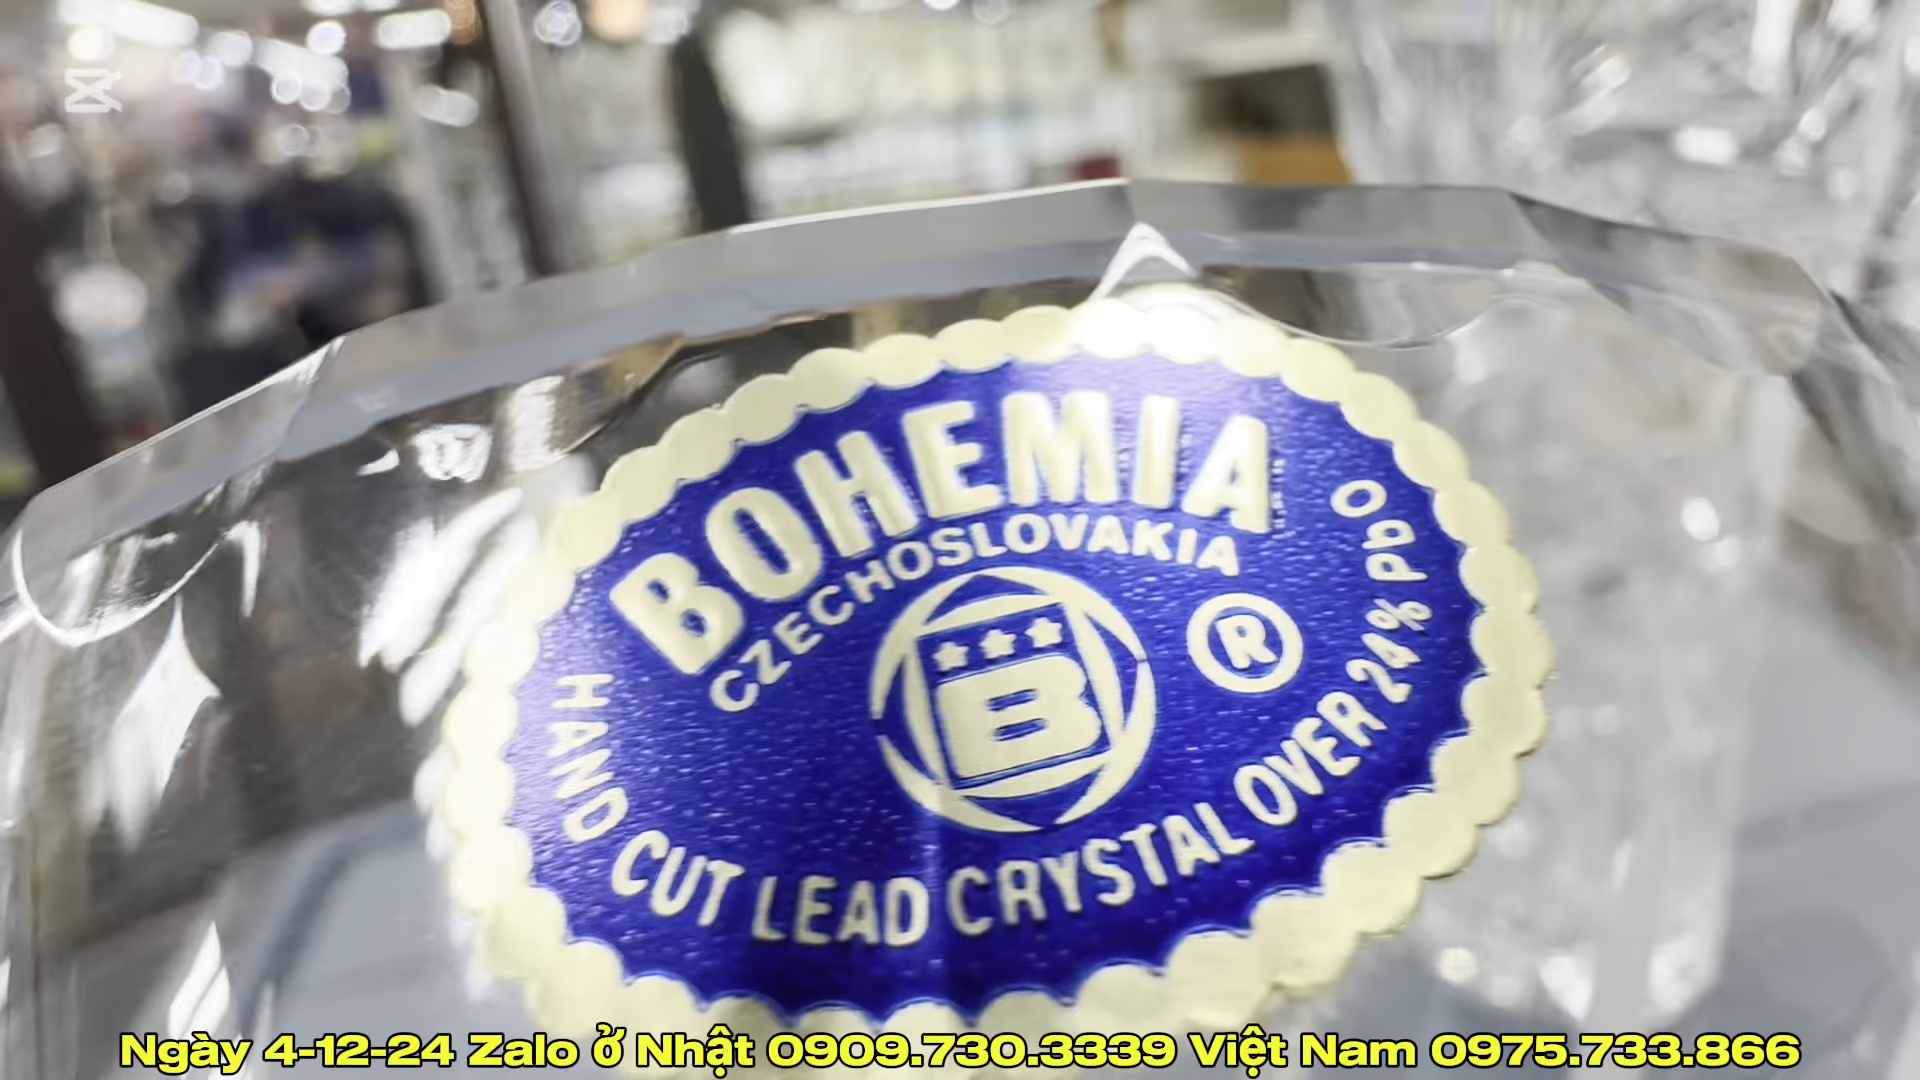 BOHEMIA
CZECHOSLOVAKIA
B
®
HAND CUT LEAD CRYSTAL OVER 24% PbO
Ngày 4-12-24 Zalo ở Nhật 0909.730.3339 Việt Nam 0975.733.866